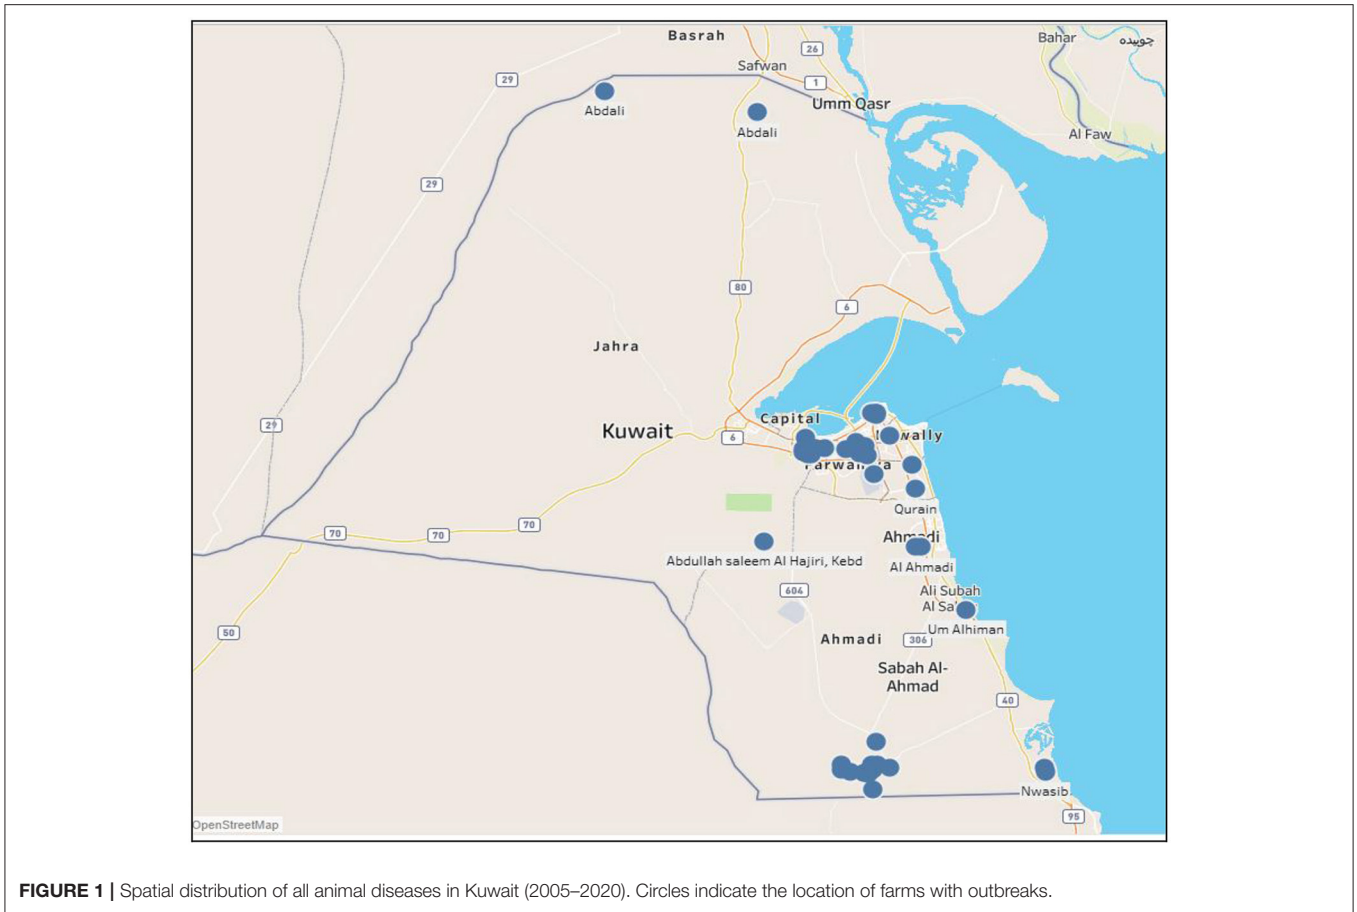 Basrah
26
Bahar
چوبیده
29
Safwan
1
Umm Qasr
Abdali
Abdali
Al Faw
29
80
6
Jahra
Capital
29
Kuwait
6
Qurain
70
70
70
Ahmadi
Abdullah saleem Al Hajiri, Kebd
Al Ahmadi
604
Ali Subah
50
Um Alhiman
Ahmadi
306
Sabah Al-
Ahmad
40
Nwasib
95
OpenStreetMap
FIGURE 1 | Spatial distribution of all animal diseases in Kuwait (2005–2020). Circles indicate the location of farms with outbreaks.